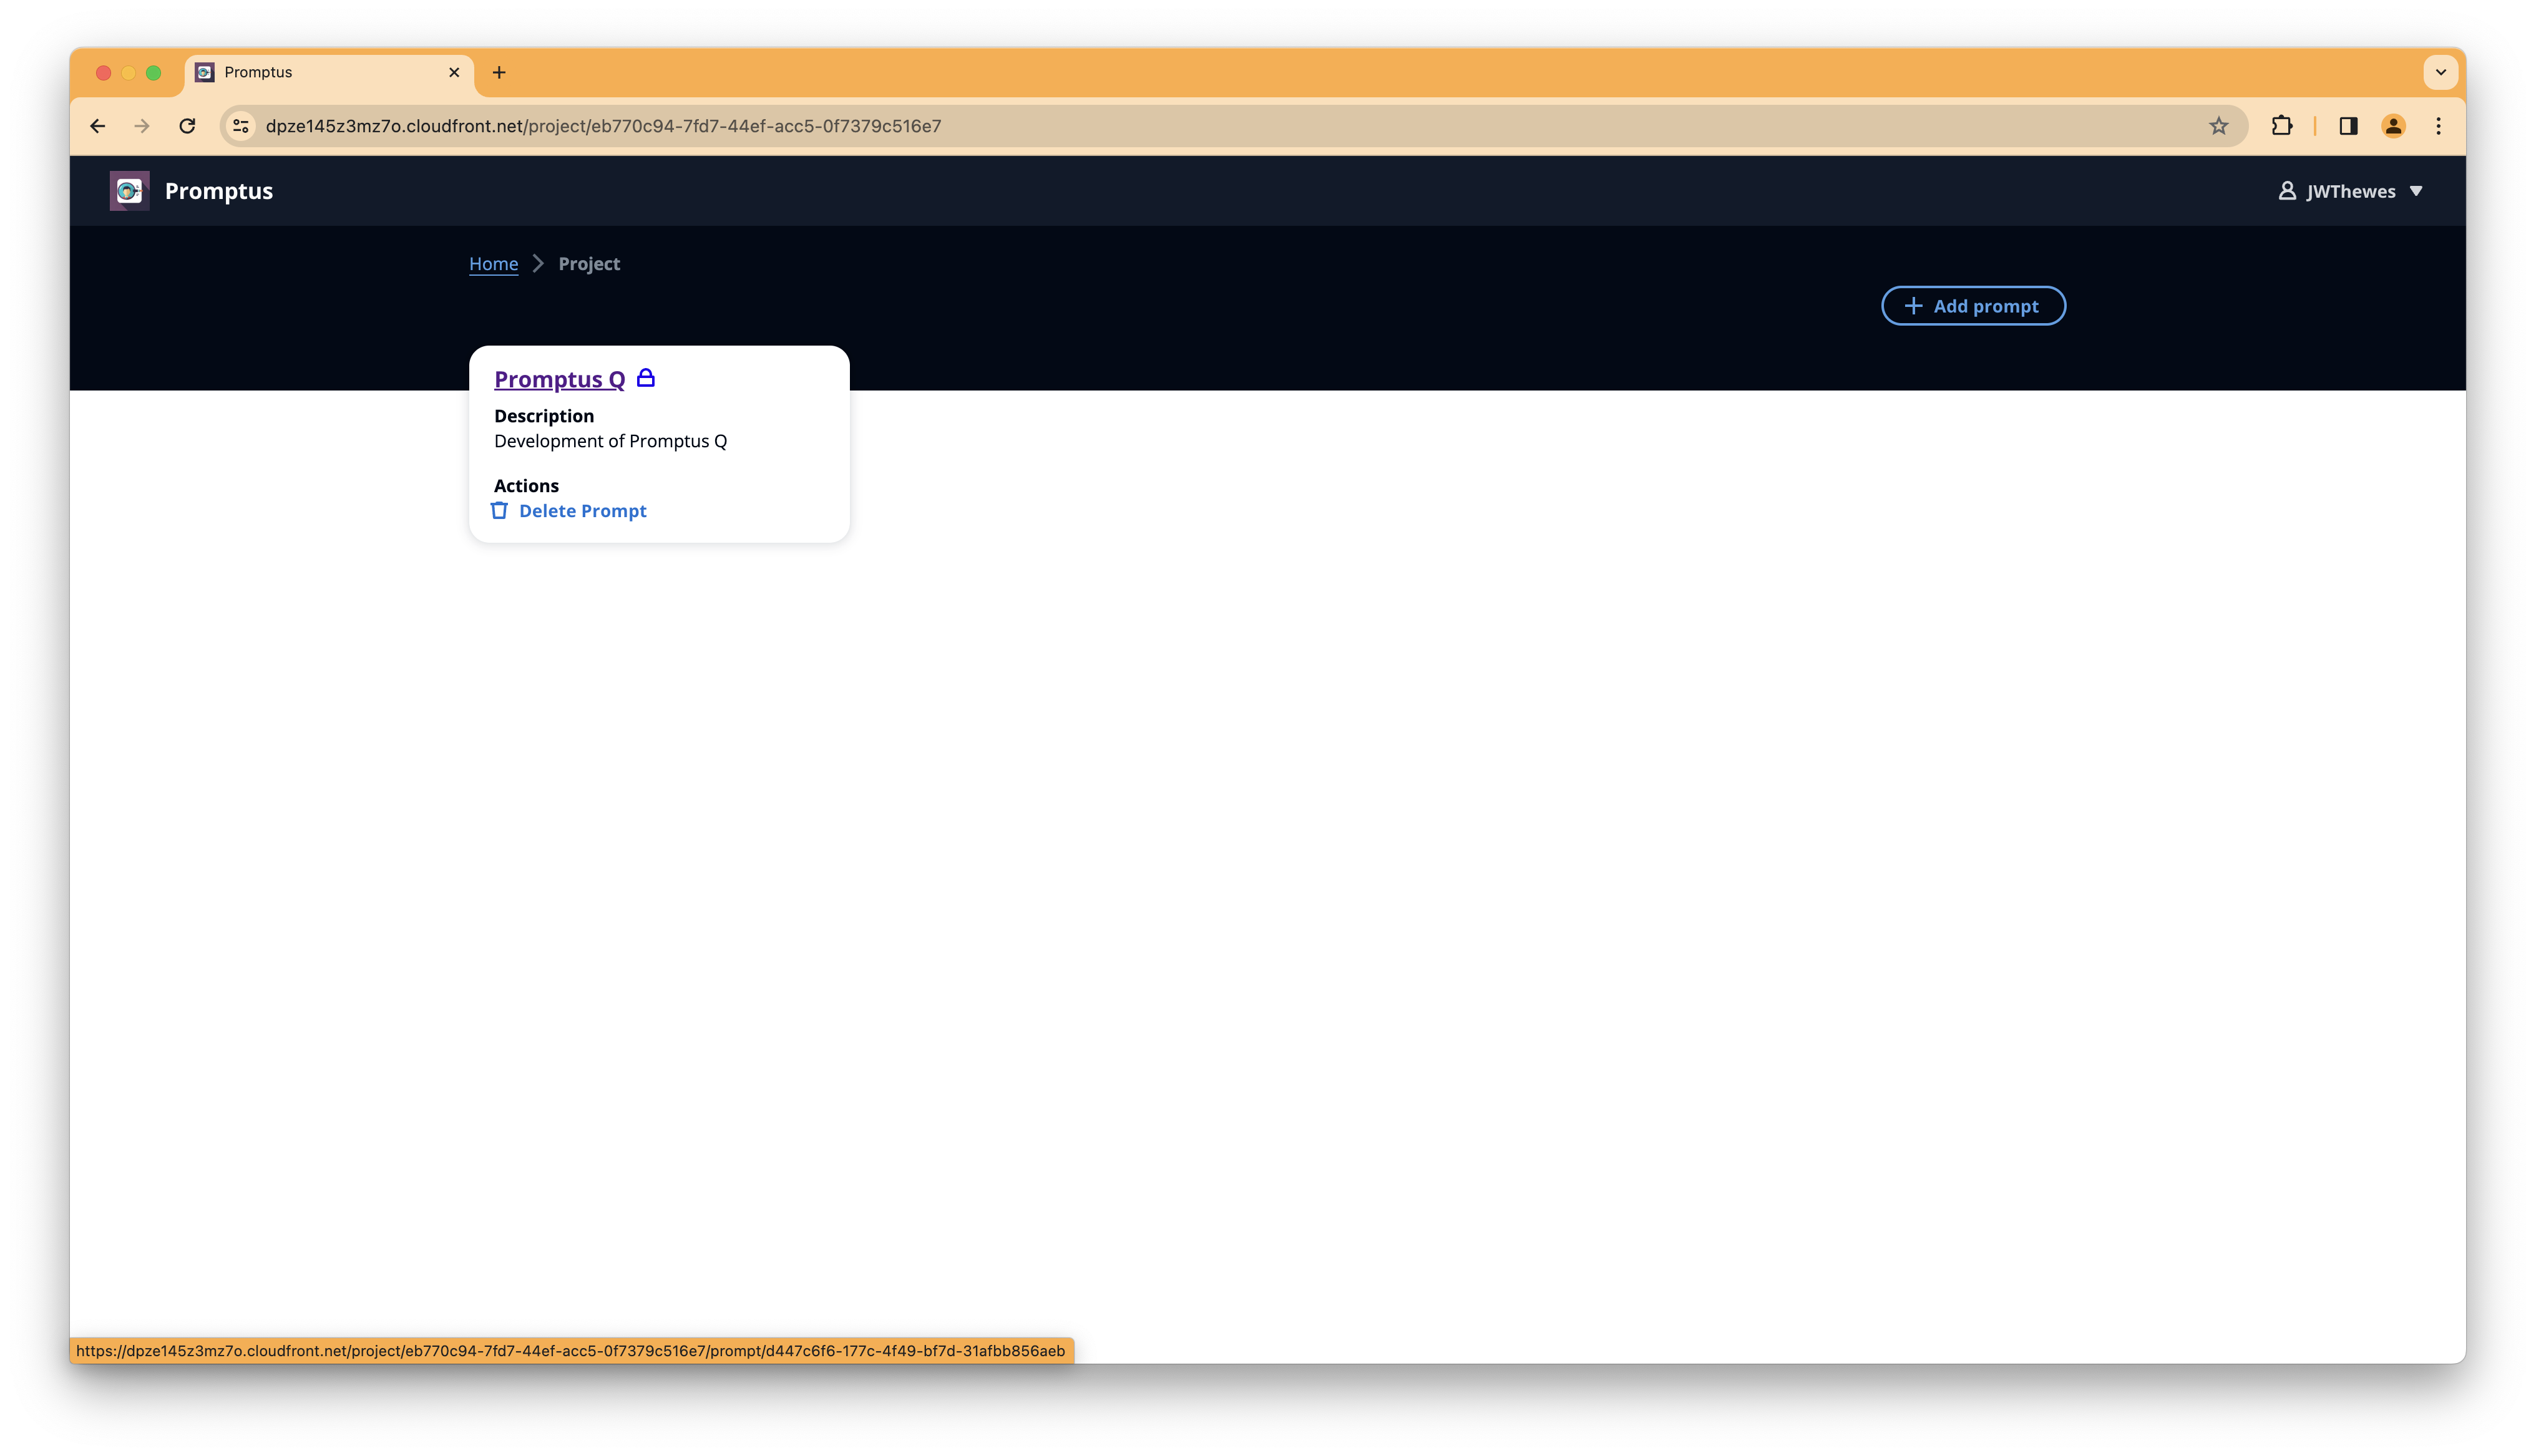 Promptus
dpze145z3mz7o.cloudfront.net/project/eb770c94-7fd7-44ef-acc5-0f7379c516e7
Promptus
JWThewes
Home
Project
Add prompt
Promptus Q
Description
Development of Promptus Q
Actions
Delete Prompt
https://dpze145z3mz7o.cloudfront.net/project/eb770c94-7fd7-44ef-acc5-0f7379c516e7/prompt/d447c6f6-177c-4f49-bf7d-31afbb856aeb